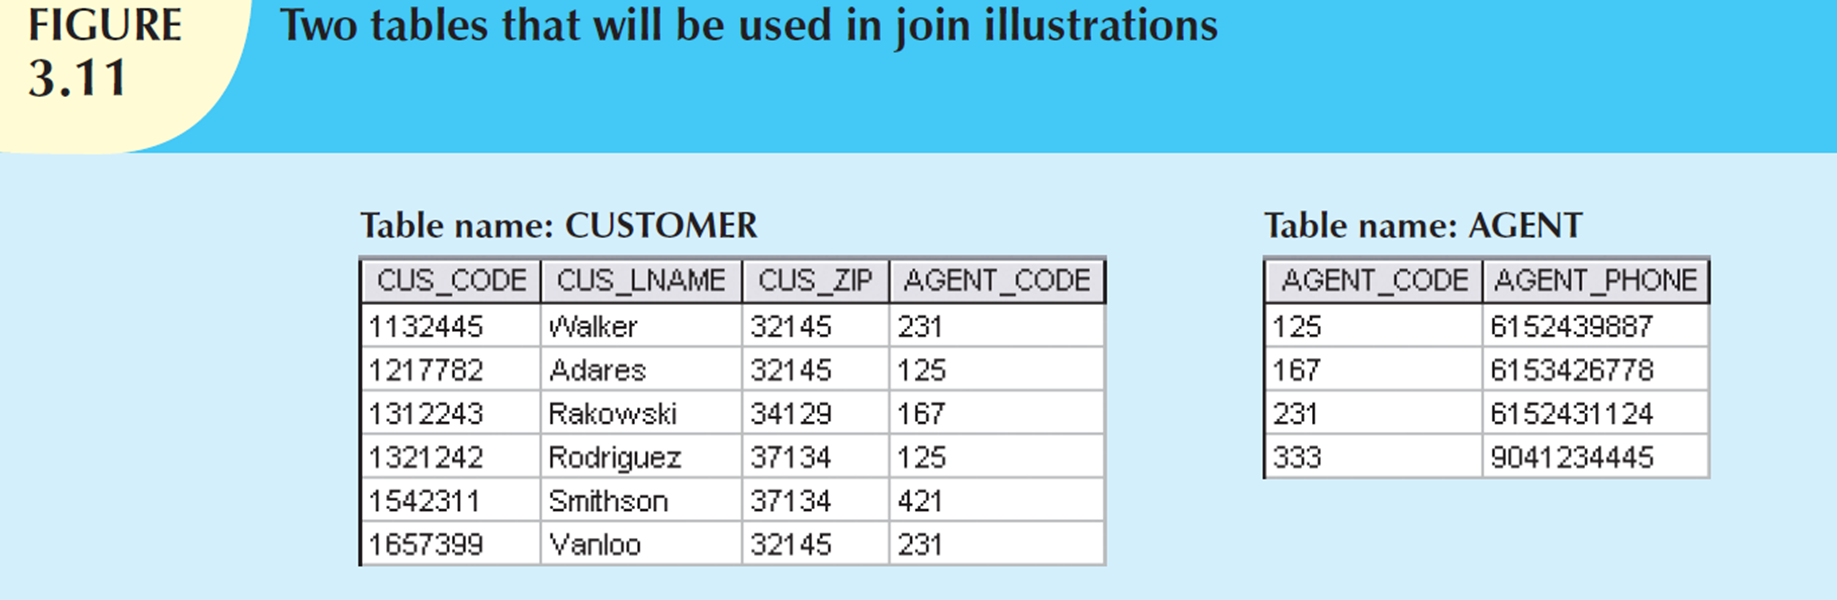 FIGURE 3.11
Two tables that will be used in join illustrations
Table name: CUSTOMER
CUS_CODE CUS_LNAME CUS_ZIP AGENT_CODE
1132445 Walker 32145 231
1217782 Adares 32145 125
1312243 Rakowski 34129 167
1321242 Rodriguez 37134 125
1542311 Smithson 37134 421
1657399 Vanloo 32145 231
Table name: AGENT
AGENT_CODE AGENT_PHONE
125 6152439887
167 6153426778
231 6152431124
333 9041234445